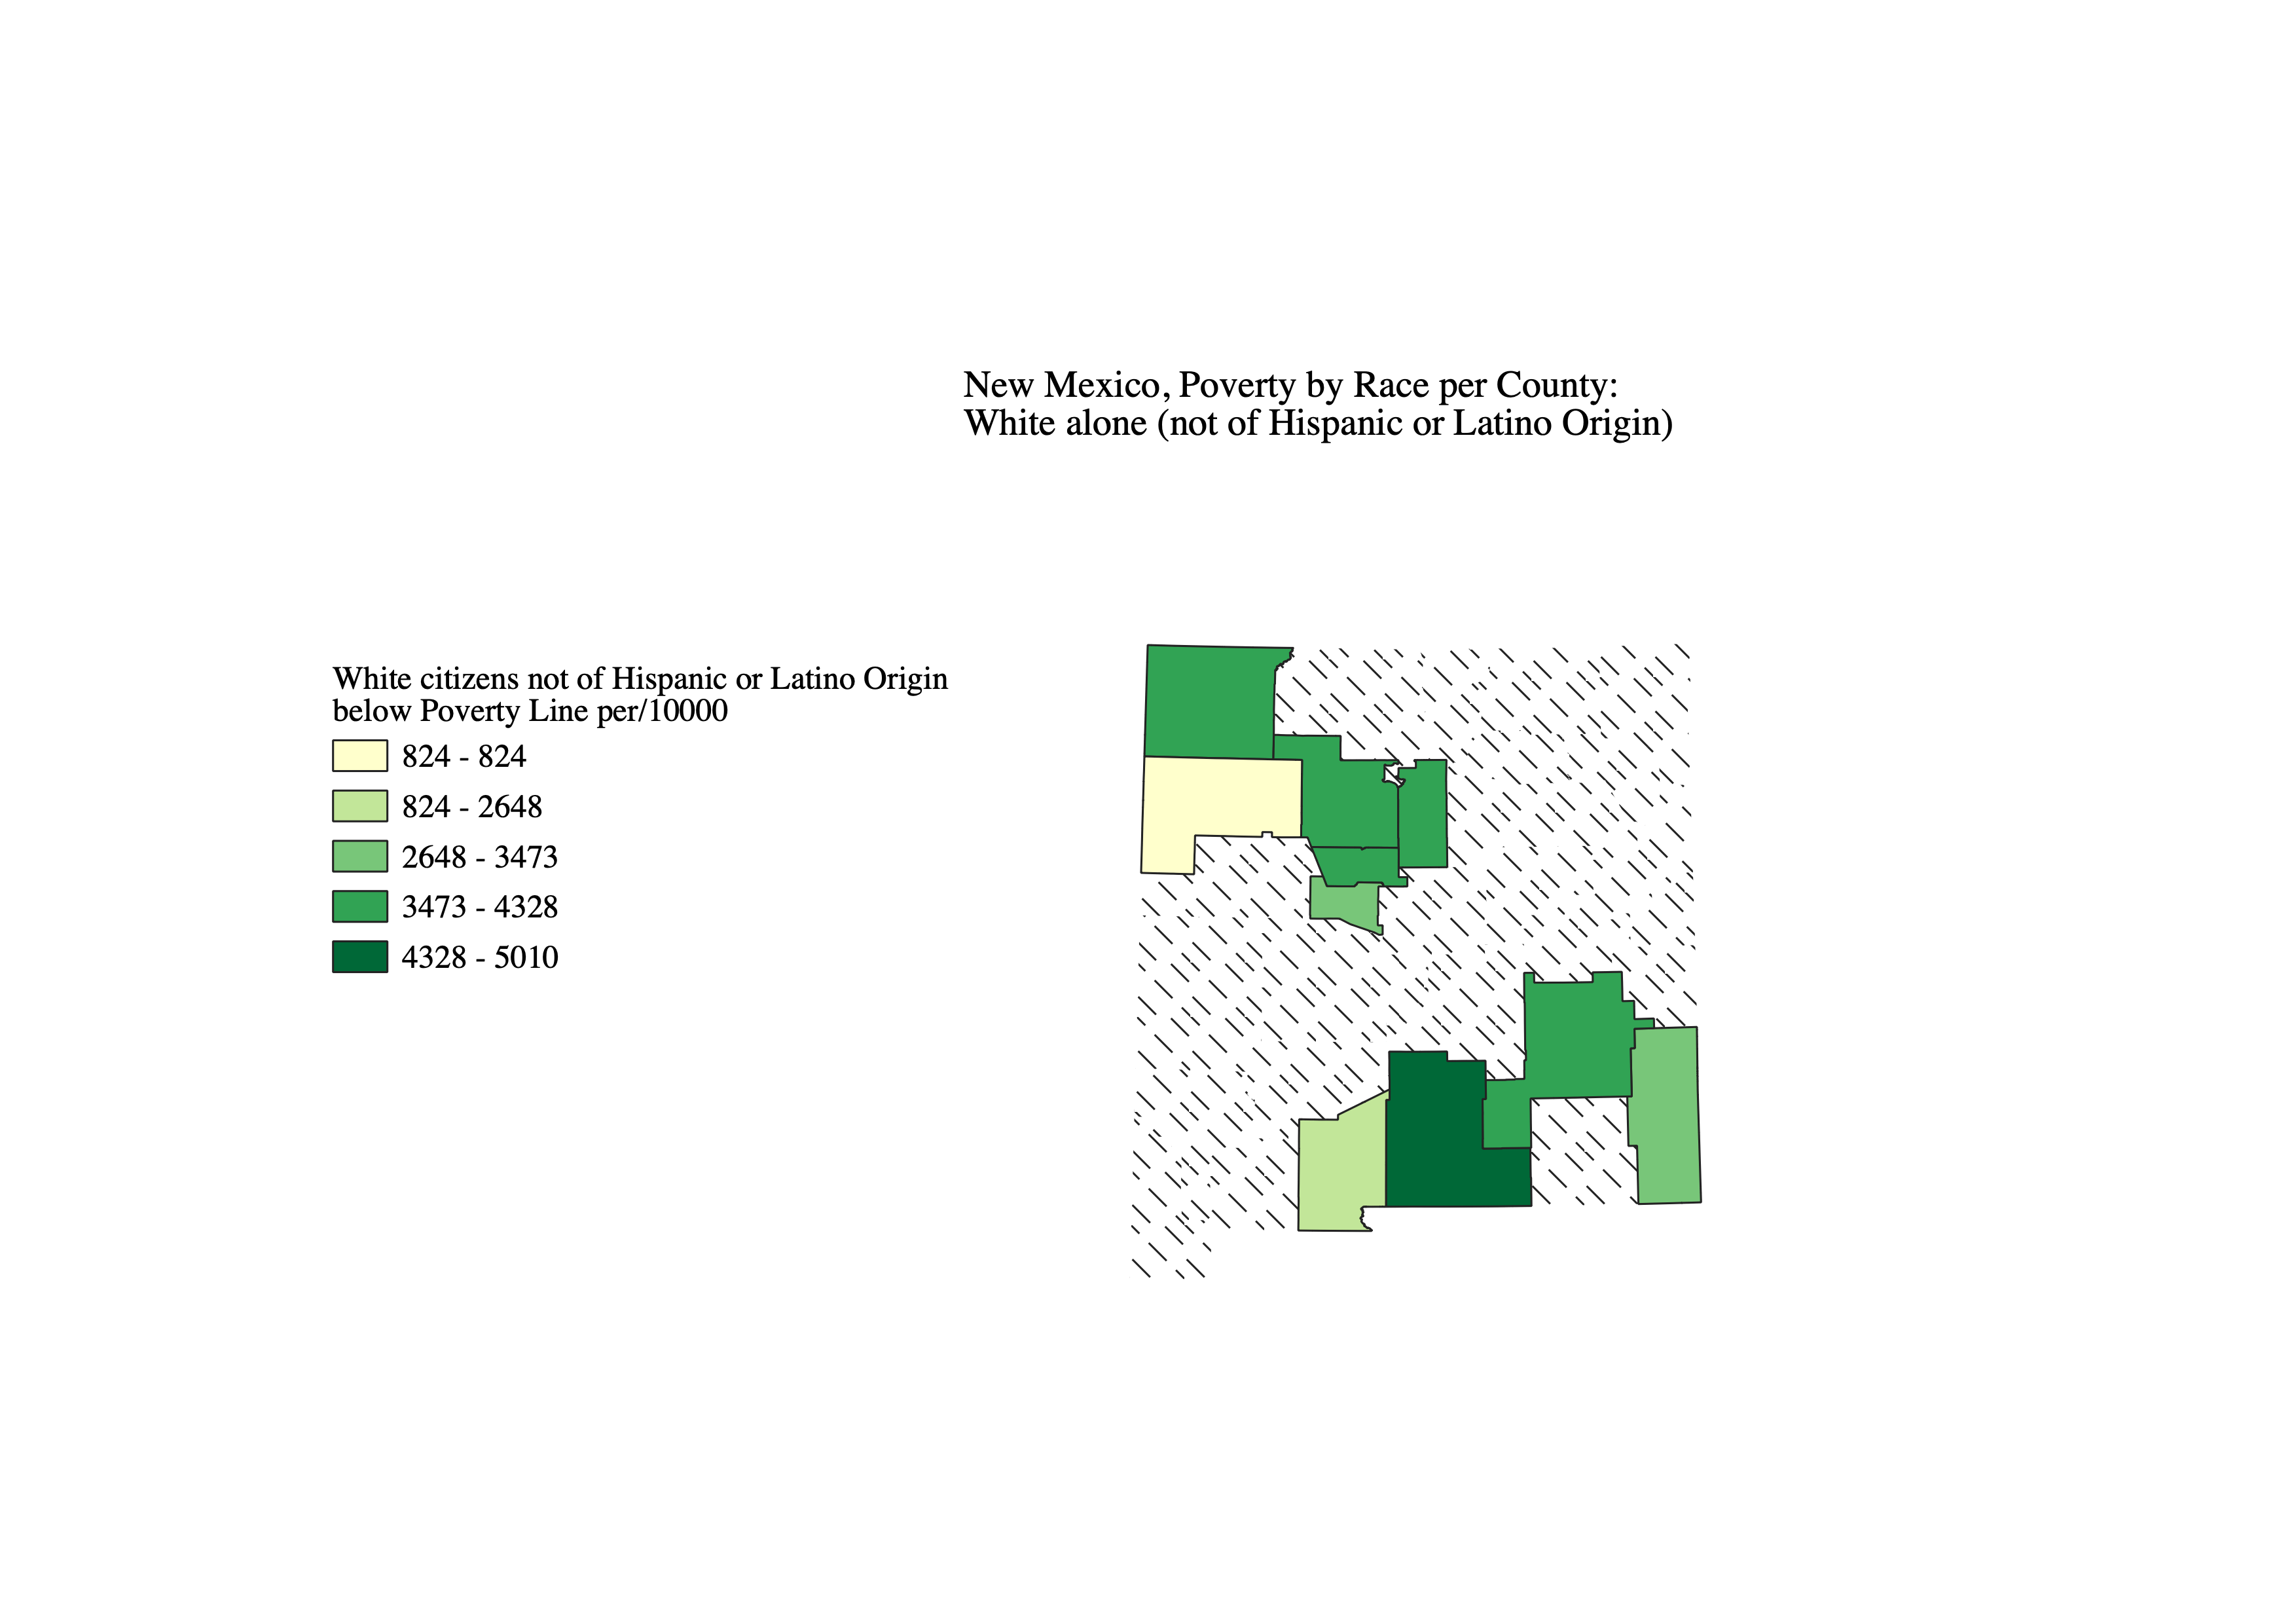 New Mexico, Poverty by Race per County:
White alone (not of Hispanic or Latino Origin)
White citizens not of Hispanic or Latino Origin
below Poverty Line per/10000
824 - 824
824 - 2648
2648 - 3473
3473 - 4328
4328 - 5010